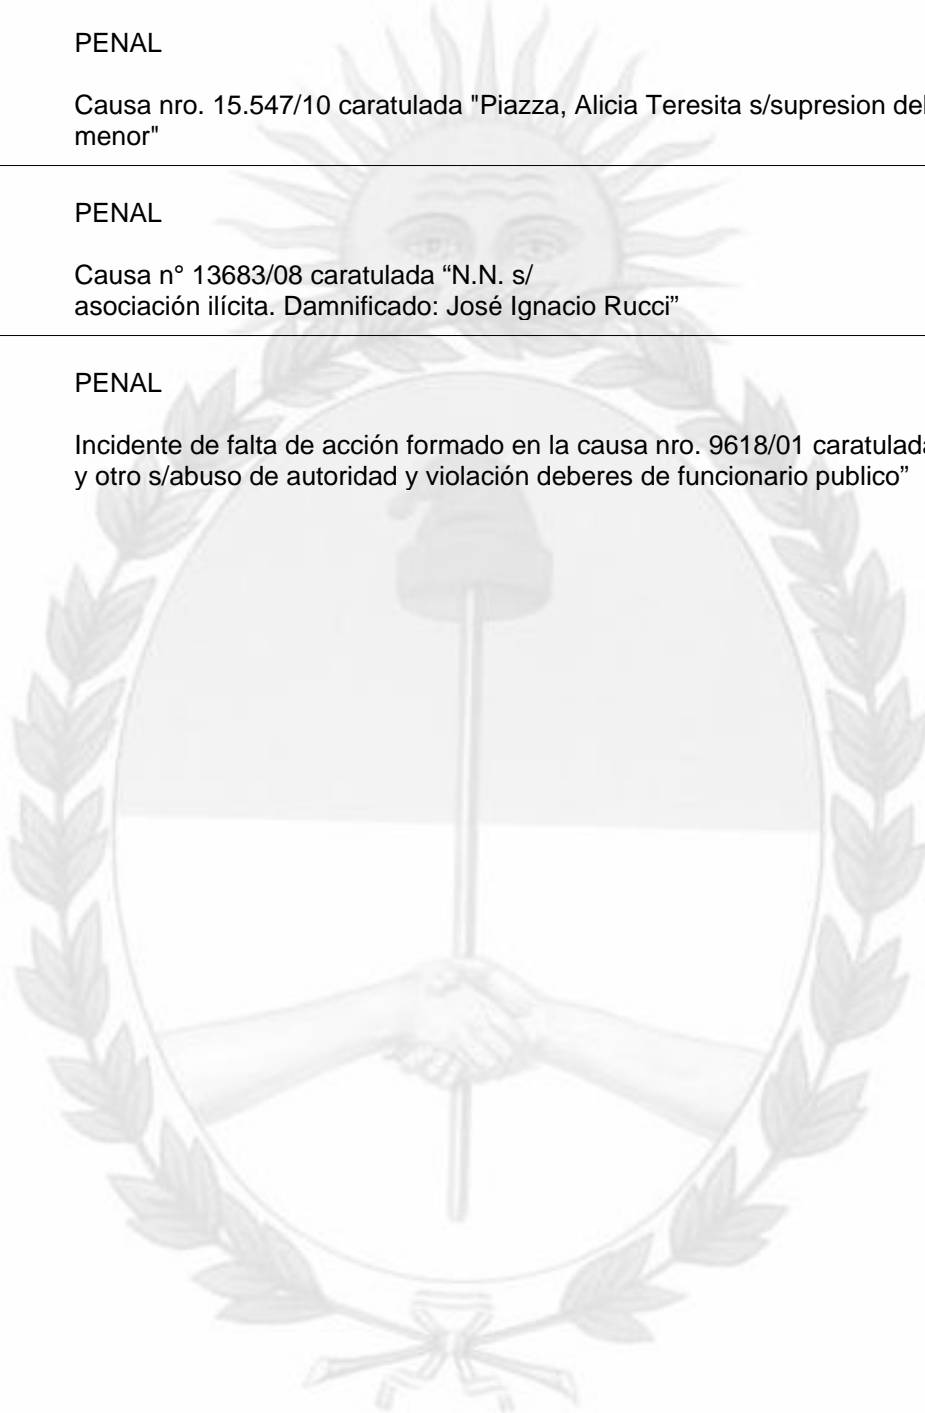 PENAL
Causa nro. 15.547/10 caratulada "Piazza, Alicia Teresita s/supresion del
menor"
PENAL
Causa n° 13683/08 caratulada “N.N. s/
asociación ilícita. Damnificado: José Ignacio Rucci”
PENAL
Incidente de falta de acción formado en la causa nro. 9618/01 caratulada
y otro s/abuso de autoridad y violación deberes de funcionario publico”